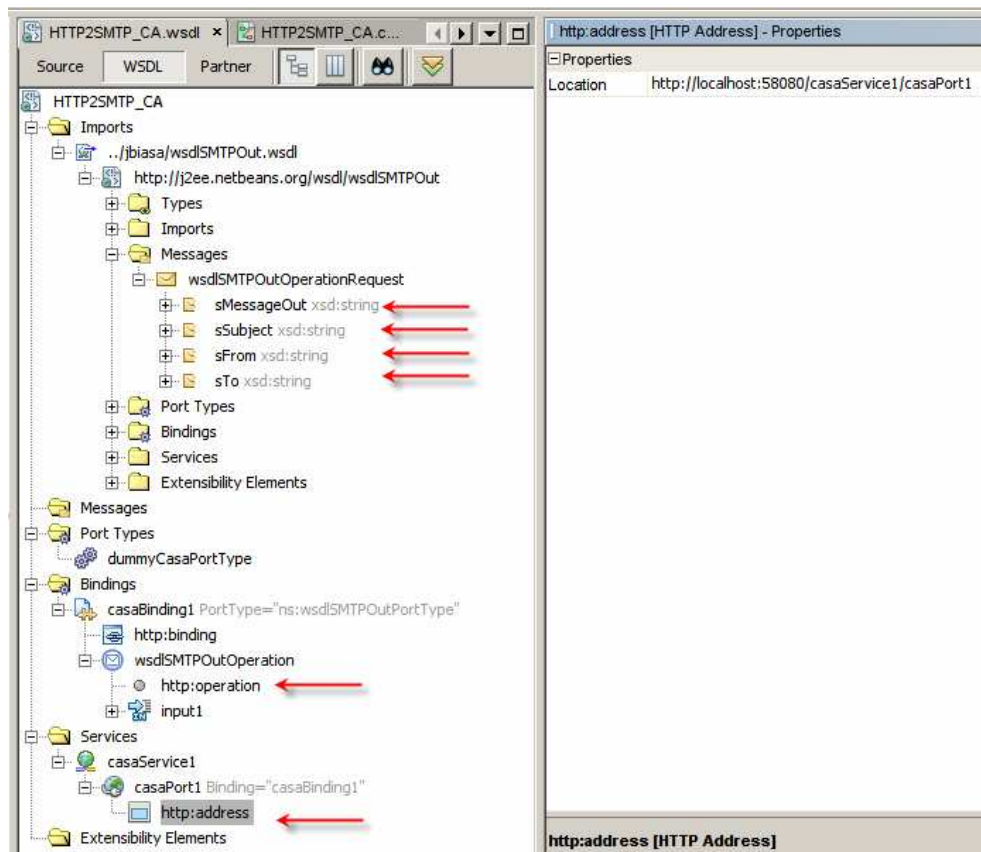 HTTP2SMTP_CA.wsdl × HTTP2SMTP_CA.c...
Source WSDL Partner
HTTP2SMTP_CA
Imports
../jbiasa/wsdlSMTPOut.wsdl
http://j2ee.netbeans.org/wsdl/wsdlSMTPOut
Types
Imports
Messages
wsdlSMTPOutOperationRequest
sMessageOut xsd:string
sSubject xsd:string
sFrom xsd:string
sTo xsd:string
Port Types
Bindings
Services
Extensibility Elements
Messages
Port Types
dummyCasaPortType
Bindings
casaBinding1 PortType="ns:wsdlSMTPOutPortType"
http:binding
wsdlSMTPOutOperation
http:operation
input1
Services
casaService1
casaPort1 Binding="casaBinding1"
http:address
Extensibility Elements
http:address [HTTP Address] - Properties
Properties
Location http://localhost:58080/casaService1/casaPort1
http:address [HTTP Address]